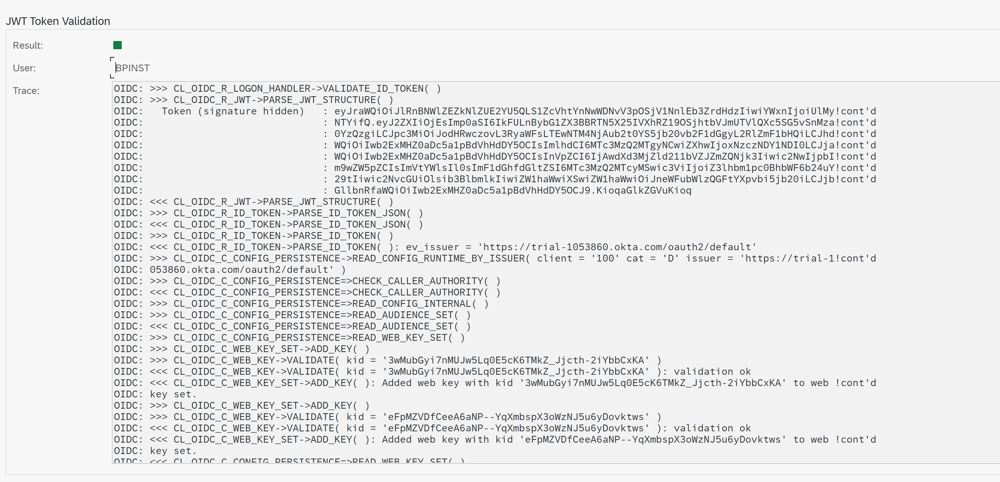 JWT Token Validation
Result:
User: BPINST
Trace:
OIDC: >>> CL_OIDC_R_LOGON_HANDLER->VALIDATE_ID_TOKEN( )
OIDC: >>> CL_OIDC_R_JWT->PARSE_JWT_STRUCTURE( )
OIDC:   Token (signature hidden)   : eyJraWQiOiJlRnBNWlZEZkNlZUE2YU5QLS1ZcVhtYnNwWDNvV3pOSjV1NnlEb3ZrdHdzIiwiYWxnIjoiUlMy!cont'd
OIDC:                              : NTYifQ.eyJ2ZXIiOjEsImp0aSI6IkFULnBybG1ZX3BBRTN5X25IVXhRZ19OSjhtbVJmUTVlQXc5SG5vSnMza!cont'd
OIDC:                              : 0YzQzgiLCJpc3MiOiJodHRwczovL3RyaWFsLTEwNTM4NjAub2t0YS5jb20vb2F1dGgyL2RlZmF1bHQiLCJhd!cont'd
OIDC:                              : WQiOiIwb2ExMHZ0aDc5a1pBdVhHdDY5OCIsImlhdCI6MTc3MzQ2MTgyNCwiZXhwIjoxNzczNDY1NDI0LCJja!cont'd
OIDC:                              : WQiOiIwb2ExMHZ0aDc5a1pBdVhHdDY5OCIsInVpZCI6IjAwdXd3MjZld211bVZJZmZQNjk3Iiwic2NwIjpbI!cont'd
OIDC:                              : m9wZW5pZCIsImVtYWlsIl0sImF1dGhfdGltZSI6MTc3MzQ2MTcyMSwic3ViIjoiZ3lhbm1pc0BhbWF6b24uY!cont'd
OIDC:                              : 29tIiwic2NvcGUiOlsib3BlbmlkIiwiZW1haWwiXSwiZW1haWwiOiJneWFubWlzQGFtYXpvbi5jb20iLCJjb!cont'd
OIDC:                              : GllbnRfaWQiOiIwb2ExMHZ0aDc5a1pBdVhHdDY5OCJ9.KioqaGlkZGVuKioq
OIDC: <<< CL_OIDC_R_JWT->PARSE_JWT_STRUCTURE( )
OIDC: >>> CL_OIDC_R_ID_TOKEN->PARSE_ID_TOKEN_JSON( )
OIDC: <<< CL_OIDC_R_ID_TOKEN->PARSE_ID_TOKEN_JSON( )
OIDC: >>> CL_OIDC_R_ID_TOKEN->PARSE_ID_TOKEN( )
OIDC: <<< CL_OIDC_R_ID_TOKEN->PARSE_ID_TOKEN( ): ev_issuer = 'https://trial-1053860.okta.com/oauth2/default'
OIDC: >>> CL_OIDC_C_CONFIG_PERSISTENCE->READ_CONFIG_RUNTIME_BY_ISSUER( client = '100' cat = 'D' issuer = 'https://trial-1!cont'd
OIDC: 053860.okta.com/oauth2/default' )
OIDC: >>> CL_OIDC_C_CONFIG_PERSISTENCE=>CHECK_CALLER_AUTHORITY( )
OIDC: <<< CL_OIDC_C_CONFIG_PERSISTENCE=>CHECK_CALLER_AUTHORITY( )
OIDC: >>> CL_OIDC_C_CONFIG_PERSISTENCE=>READ_CONFIG_INTERNAL( )
OIDC: >>> CL_OIDC_C_CONFIG_PERSISTENCE=>READ_AUDIENCE_SET( )
OIDC: <<< CL_OIDC_C_CONFIG_PERSISTENCE=>READ_AUDIENCE_SET( )
OIDC: >>> CL_OIDC_C_CONFIG_PERSISTENCE=>READ_WEB_KEY_SET( )
OIDC: >>> CL_OIDC_C_WEB_KEY_SET->ADD_KEY( )
OIDC: >>> CL_OIDC_C_WEB_KEY->VALIDATE( kid = '3wMubGyi7nMUJw5Lq0E5cK6TMkZ_Jjcth-2iYbbCxKA' )
OIDC: <<< CL_OIDC_C_WEB_KEY->VALIDATE( kid = '3wMubGyi7nMUJw5Lq0E5cK6TMkZ_Jjcth-2iYbbCxKA' ): validation ok
OIDC: <<< CL_OIDC_C_WEB_KEY_SET->ADD_KEY( ): Added web key with kid '3wMubGyi7nMUJw5Lq0E5cK6TMkZ_Jjcth-2iYbbCxKA' to web !cont'd
OIDC: key set.
OIDC: >>> CL_OIDC_C_WEB_KEY_SET->ADD_KEY( )
OIDC: >>> CL_OIDC_C_WEB_KEY->VALIDATE( kid = 'eFpMZVDfCeeA6aNP--YqXmbspX3oWzNJ5u6yDovktws' )
OIDC: <<< CL_OIDC_C_WEB_KEY->VALIDATE( kid = 'eFpMZVDfCeeA6aNP--YqXmbspX3oWzNJ5u6yDovktws' ): validation ok
OIDC: <<< CL_OIDC_C_WEB_KEY_SET->ADD_KEY( ): Added web key with kid 'eFpMZVDfCeeA6aNP--YqXmbspX3oWzNJ5u6yDovktws' to web !cont'd
OIDC: key set.
OIDC: <<< CL_OIDC_C_CONFIG_PERSISTENCE=>READ_WEB_KEY_SET( )